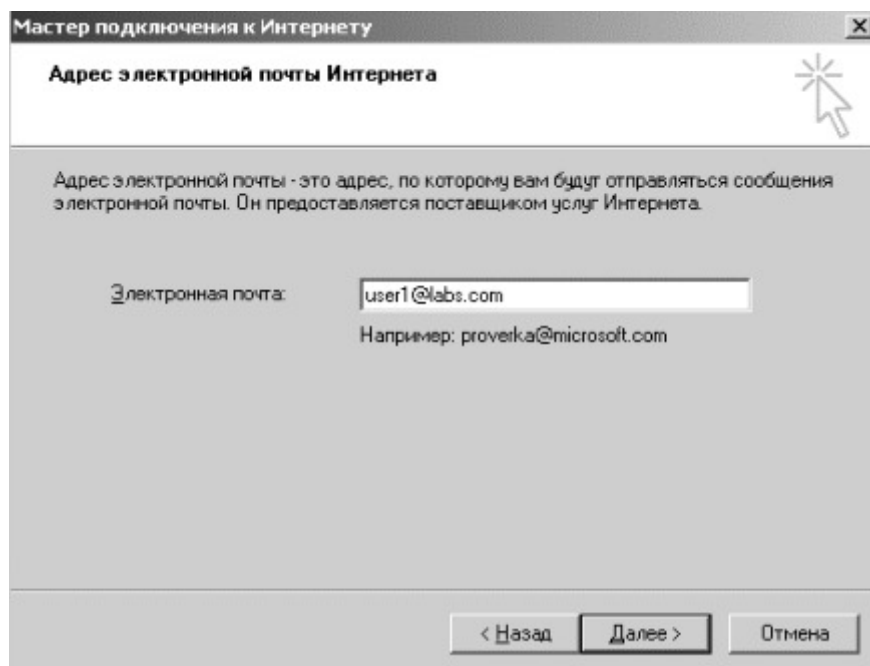 Мастер подключения к Интернету
Адрес электронной почты Интернета
Адрес электронной почты - это адрес, по которому вам будут отправляться сообщения
электронной почты. Он предоставляется поставщиком услуг Интернета.
Электронная почта: user1@labs.com
Например: proverka@microsoft.com
< Назад Далее > Отмена